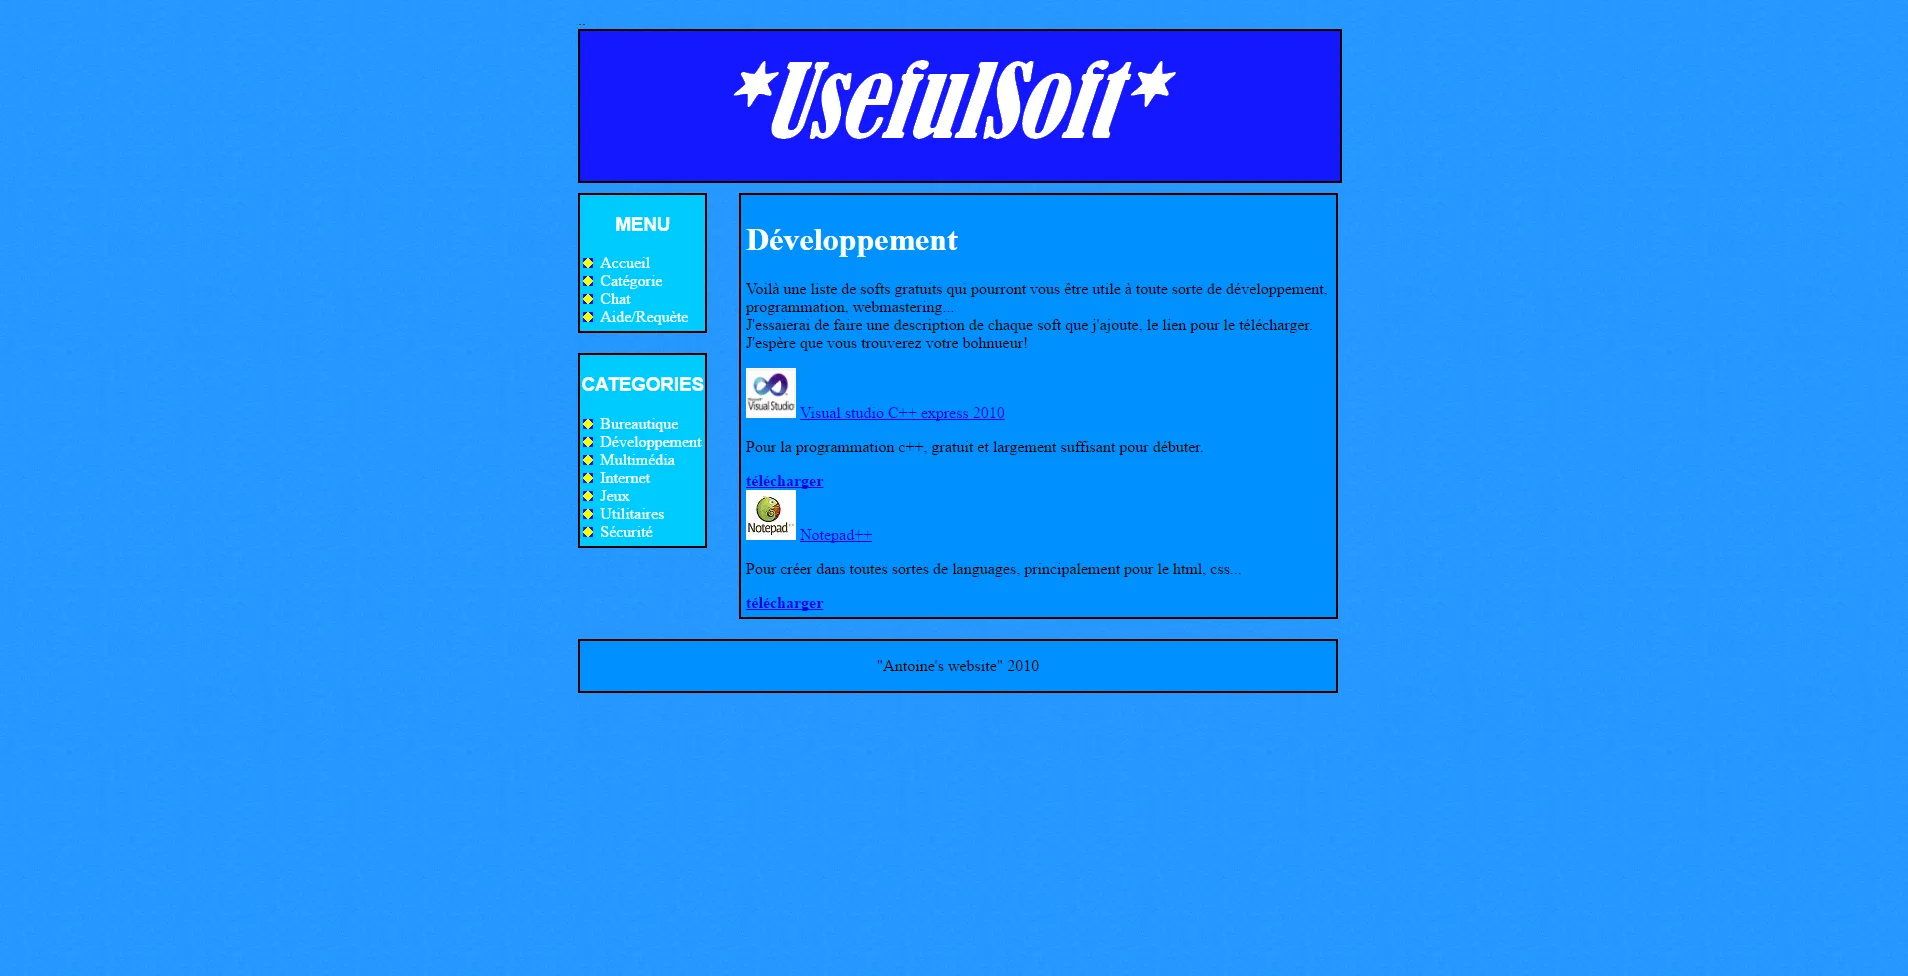 ..
*UsefulSoft*
MENU
Accueil
Catégorie
Chat
Aide/Requète
CATEGORIES
Bureautique
Développement
Multimédia
Internet
Jeux
Utilitaires
Sécurité
Développement
Voilà une liste de softs gratuits qui pourront vous être utile à toute sorte de développement,
programmation, webmastering...
J'essaierai de faire une description de chaque soft que j'ajoute, le lien pour le télécharger.
J'espère que vous trouverez votre bohnueur!
Visual Studio
Visual studio C++ express 2010
Pour la programmation c++, gratuit et largement suffisant pour débuter.
télécharger
Notepad++
Notepad++
Pour créer dans toutes sortes de languages, principalement pour le html, css...
télécharger
"Antoine's website" 2010